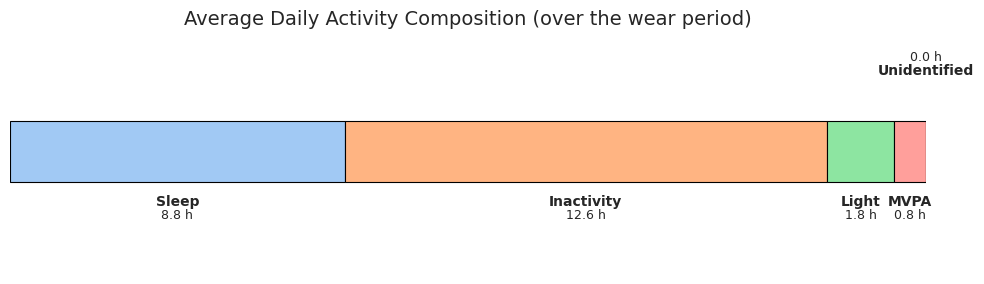 Average Daily Activity Composition (over the wear period)
0.0 h
Unidentified
Sleep
8.8 h
Inactivity
12.6 h
Light
1.8 h
MVPA
0.8 h